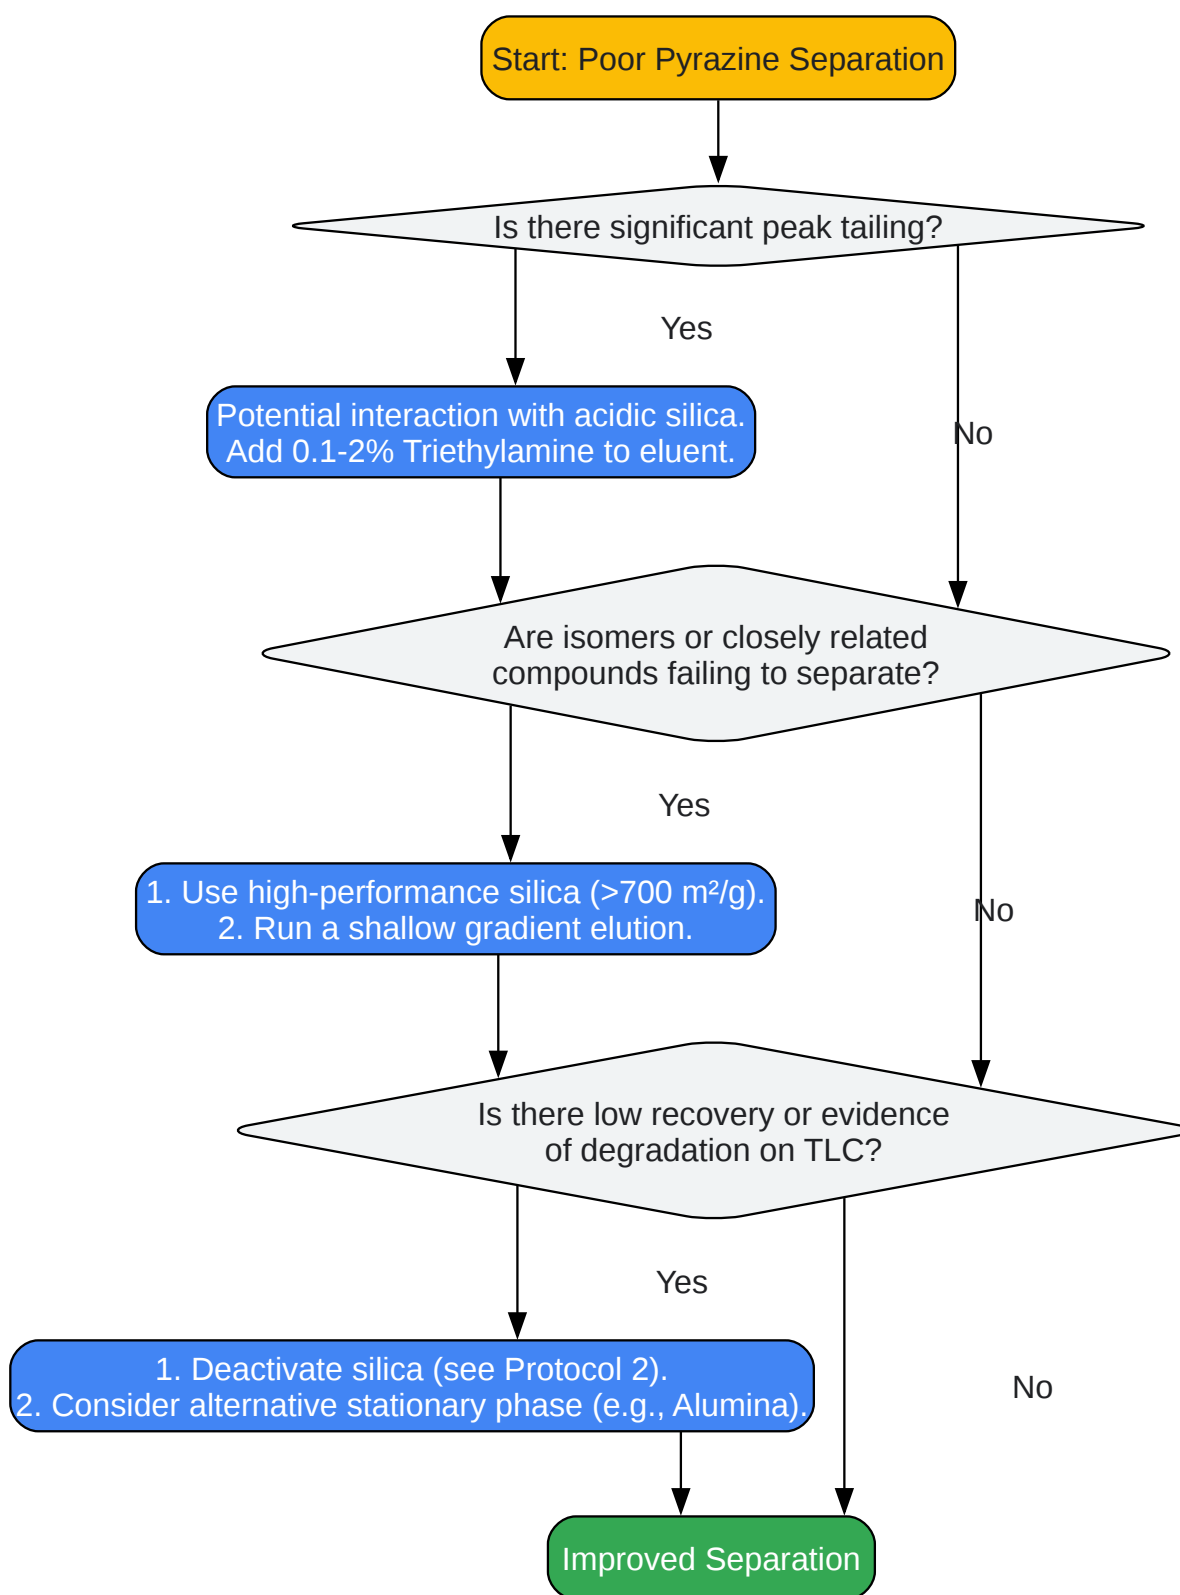 Start: Poor Pyrazine Separation
Is there significant peak tailing?
Yes
Potential interaction with acidic silica.
Add 0.1-2% Triethylamine to eluent.
No
Are isomers or closely related
compounds failing to separate?
Yes
1. Use high-performance silica (>700 m²/g).
2. Run a shallow gradient elution.
No
Is there low recovery or evidence
of degradation on TLC?
Yes
1. Deactivate silica (see Protocol 2).
2. Consider alternative stationary phase (e.g., Alumina).
No
Improved Separation